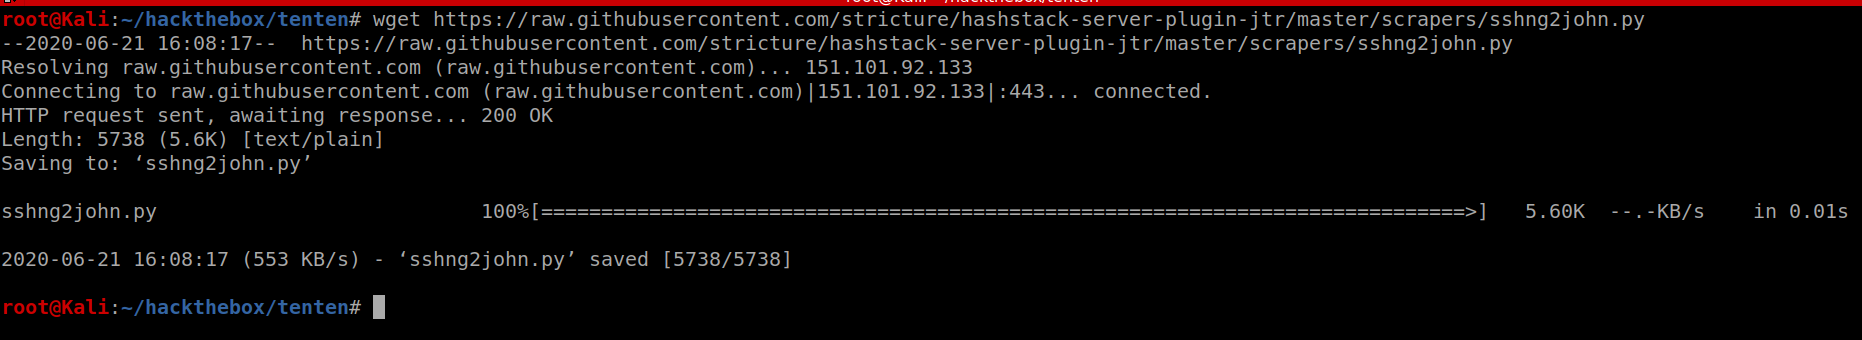 root@Kali:~/hackthebox/tenten# wget https://raw.githubusercontent.com/stricture/hashstack-server-plugin-jtr/master/scrapers/sshng2john.py
--2020-06-21 16:08:17--  https://raw.githubusercontent.com/stricture/hashstack-server-plugin-jtr/master/scrapers/sshng2john.py
Resolving raw.githubusercontent.com (raw.githubusercontent.com)... 151.101.92.133
Connecting to raw.githubusercontent.com (raw.githubusercontent.com)|151.101.92.133|:443... connected.
HTTP request sent, awaiting response... 200 OK
Length: 5738 (5.6K) [text/plain]
Saving to: ‘sshng2john.py’
sshng2john.py                           100%[=============================================================================>]   5.60K  --.-KB/s    in 0.01s
2020-06-21 16:08:17 (553 KB/s) - ‘sshng2john.py’ saved [5738/5738]
root@Kali:~/hackthebox/tenten#